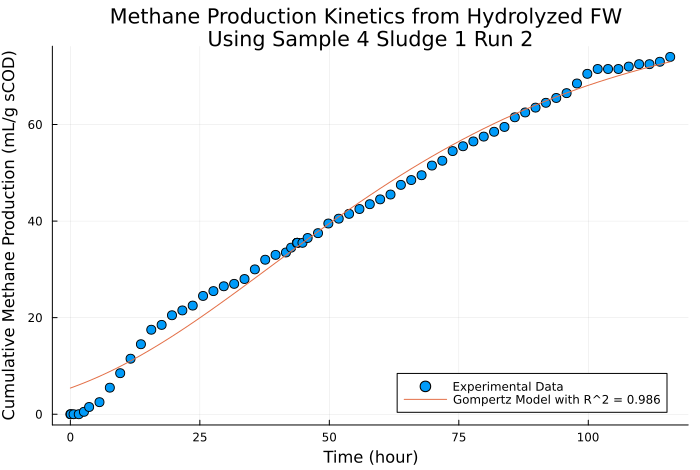 Methane Production Kinetics from Hydrolyzed FW
Using Sample 4 Sludge 1 Run 2
Cumulative Methane Production (mL/g sCOD)
60
40
20
0
Experimental Data
Gompertz Model with R^2 = 0.986
0 25 50 75 100
Time (hour)